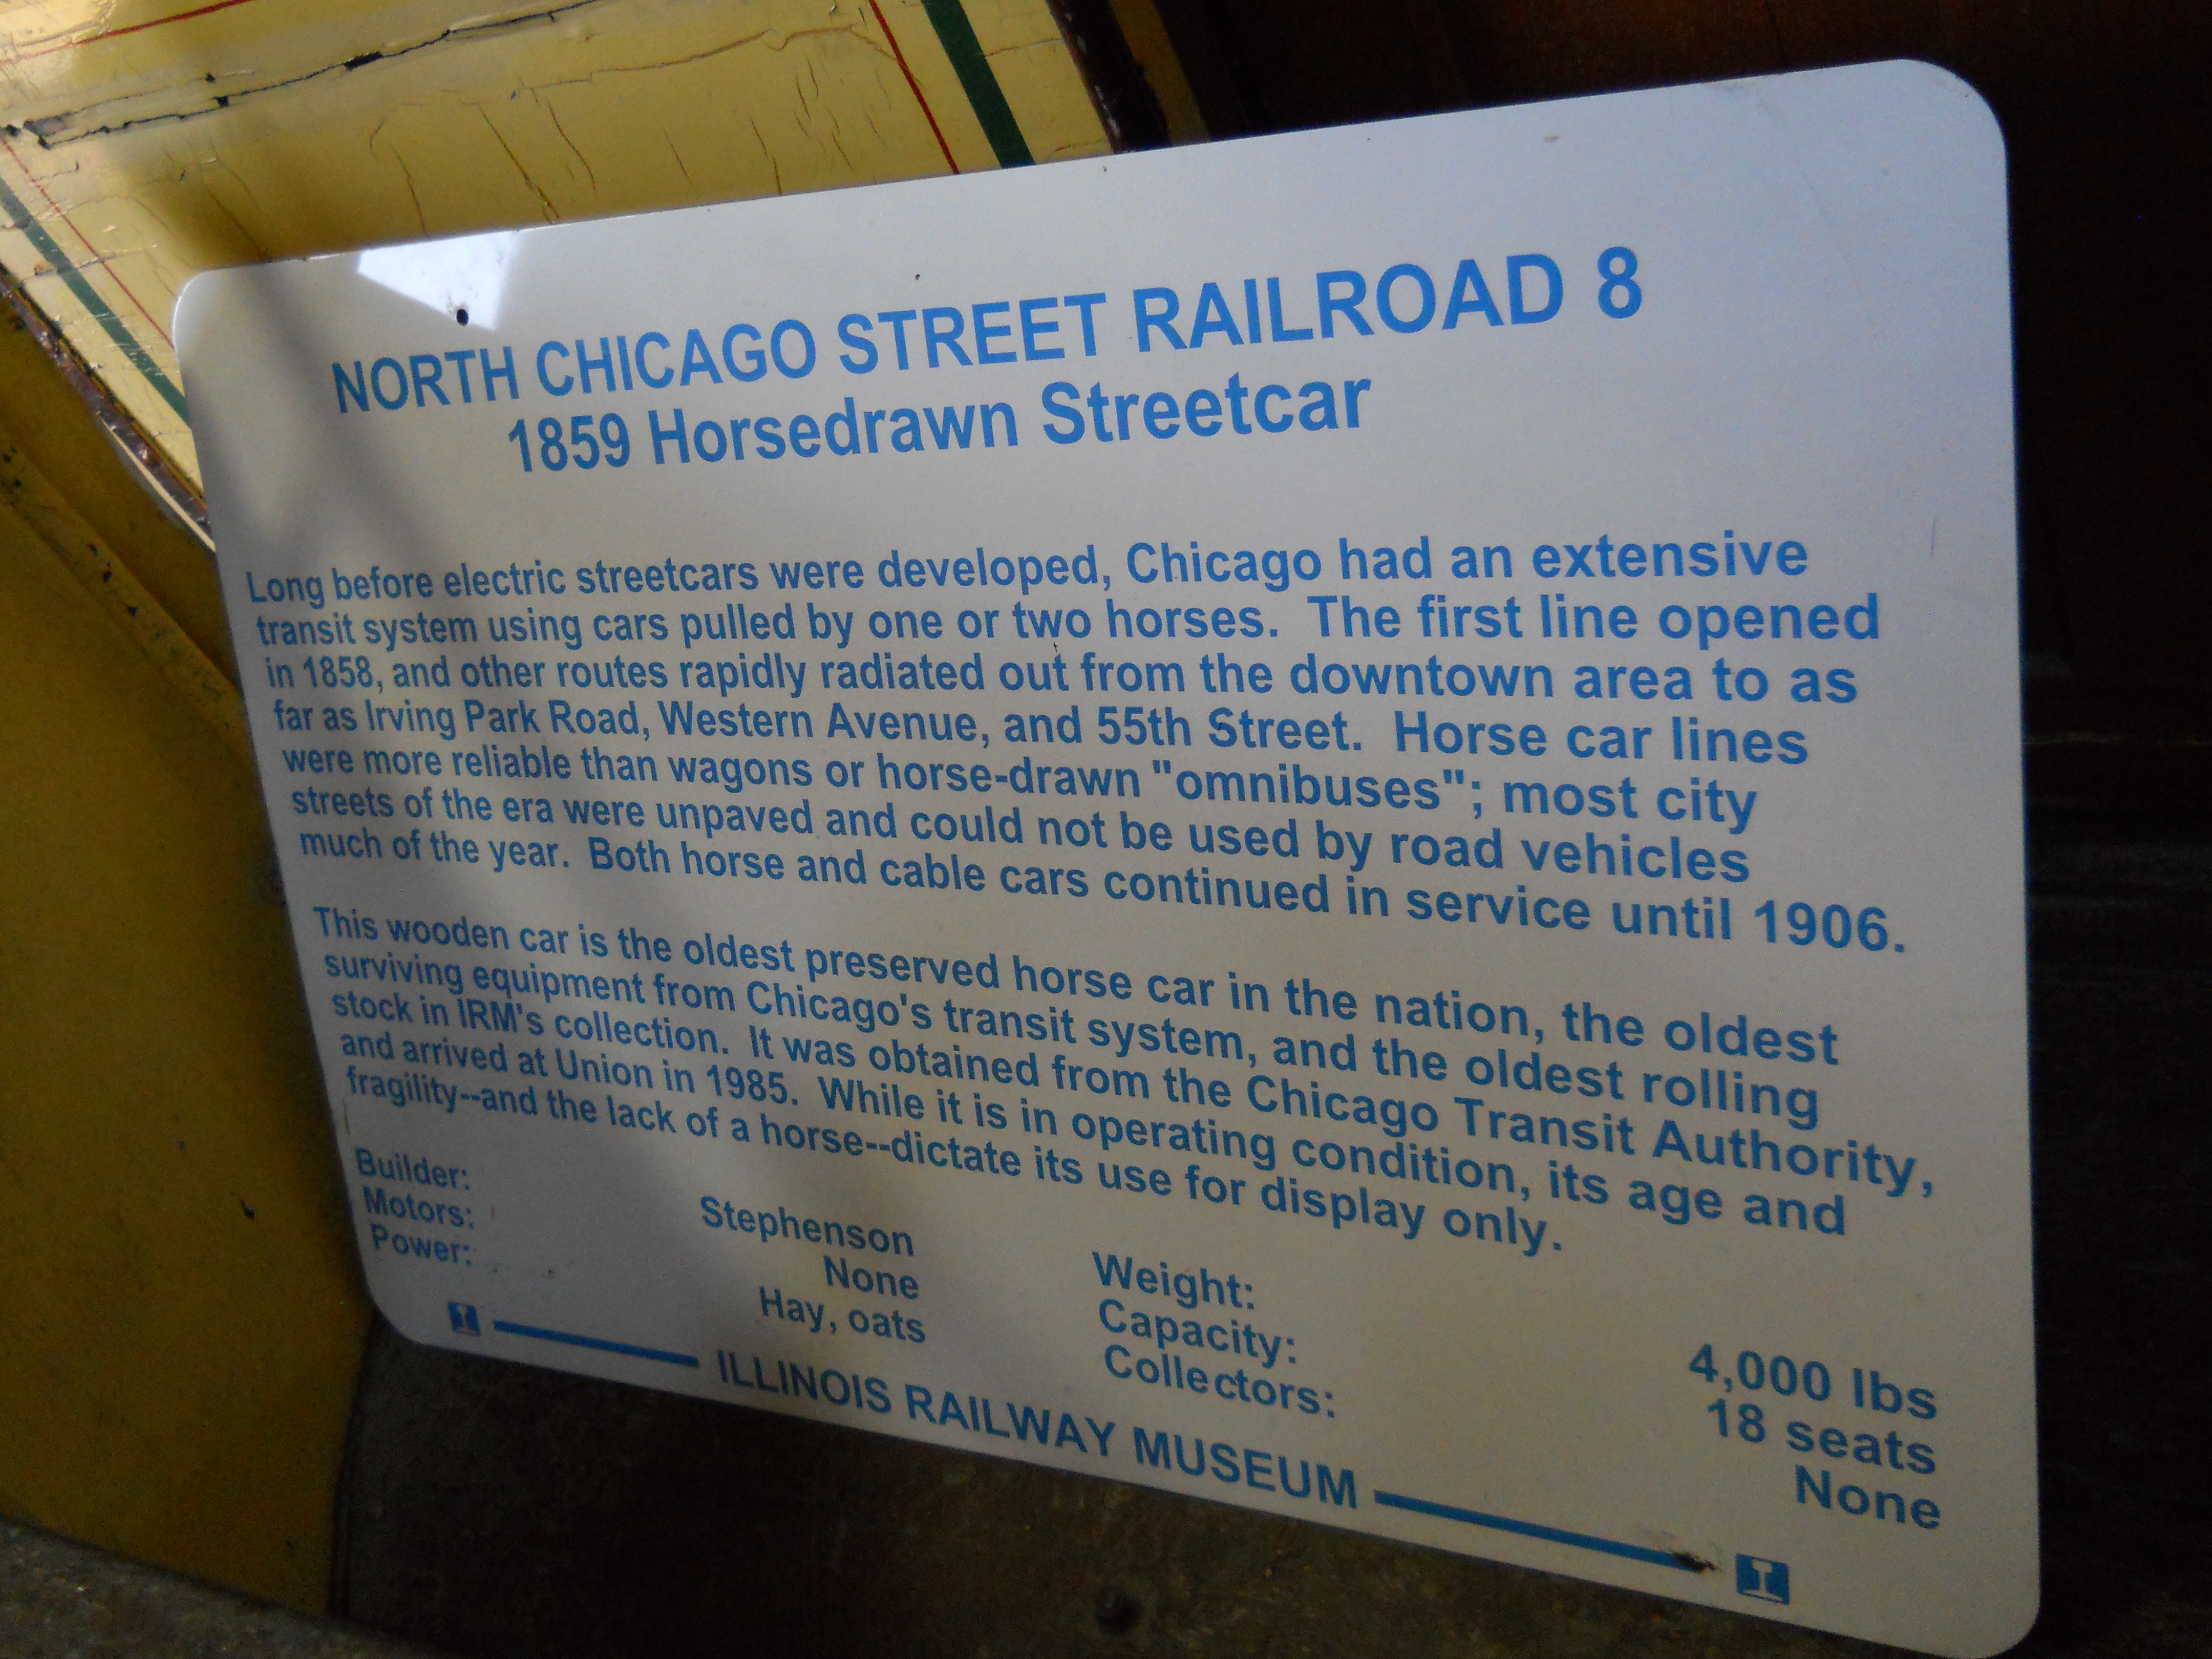 NORTH CHICAGO STREET RAILROAD 8
1859 Horsedrawn Streetcar
Long before electric streetcars were developed, Chicago had an extensive
transit system using cars pulled by one or two horses. The first line opened
in 1858, and other routes rapidly radiated out from the downtown area to as
far as Irving Park Road, Western Avenue, and 55th Street. Horse car lines
were more reliable than wagons or horse-drawn "omnibuses"; most city
streets of the era were unpaved and could not be used by road vehicles
much of the year. Both horse and cable cars continued in service until 1906.
This wooden car is the oldest preserved horse car in the nation, the oldest
surviving equipment from Chicago's transit system, and the oldest rolling
stock in IRM's collection. It was obtained from the Chicago Transit Authority,
and arrived at Union in 1985. While it is in operating condition, its age and
fragility--and the lack of a horse--dictate its use for display only.
Builder: Stephenson Weight: 4,000 lbs
Motors: None Capacity: 18 seats
Power: Hay, oats Collectors: None
ILLINOIS RAILWAY MUSEUM